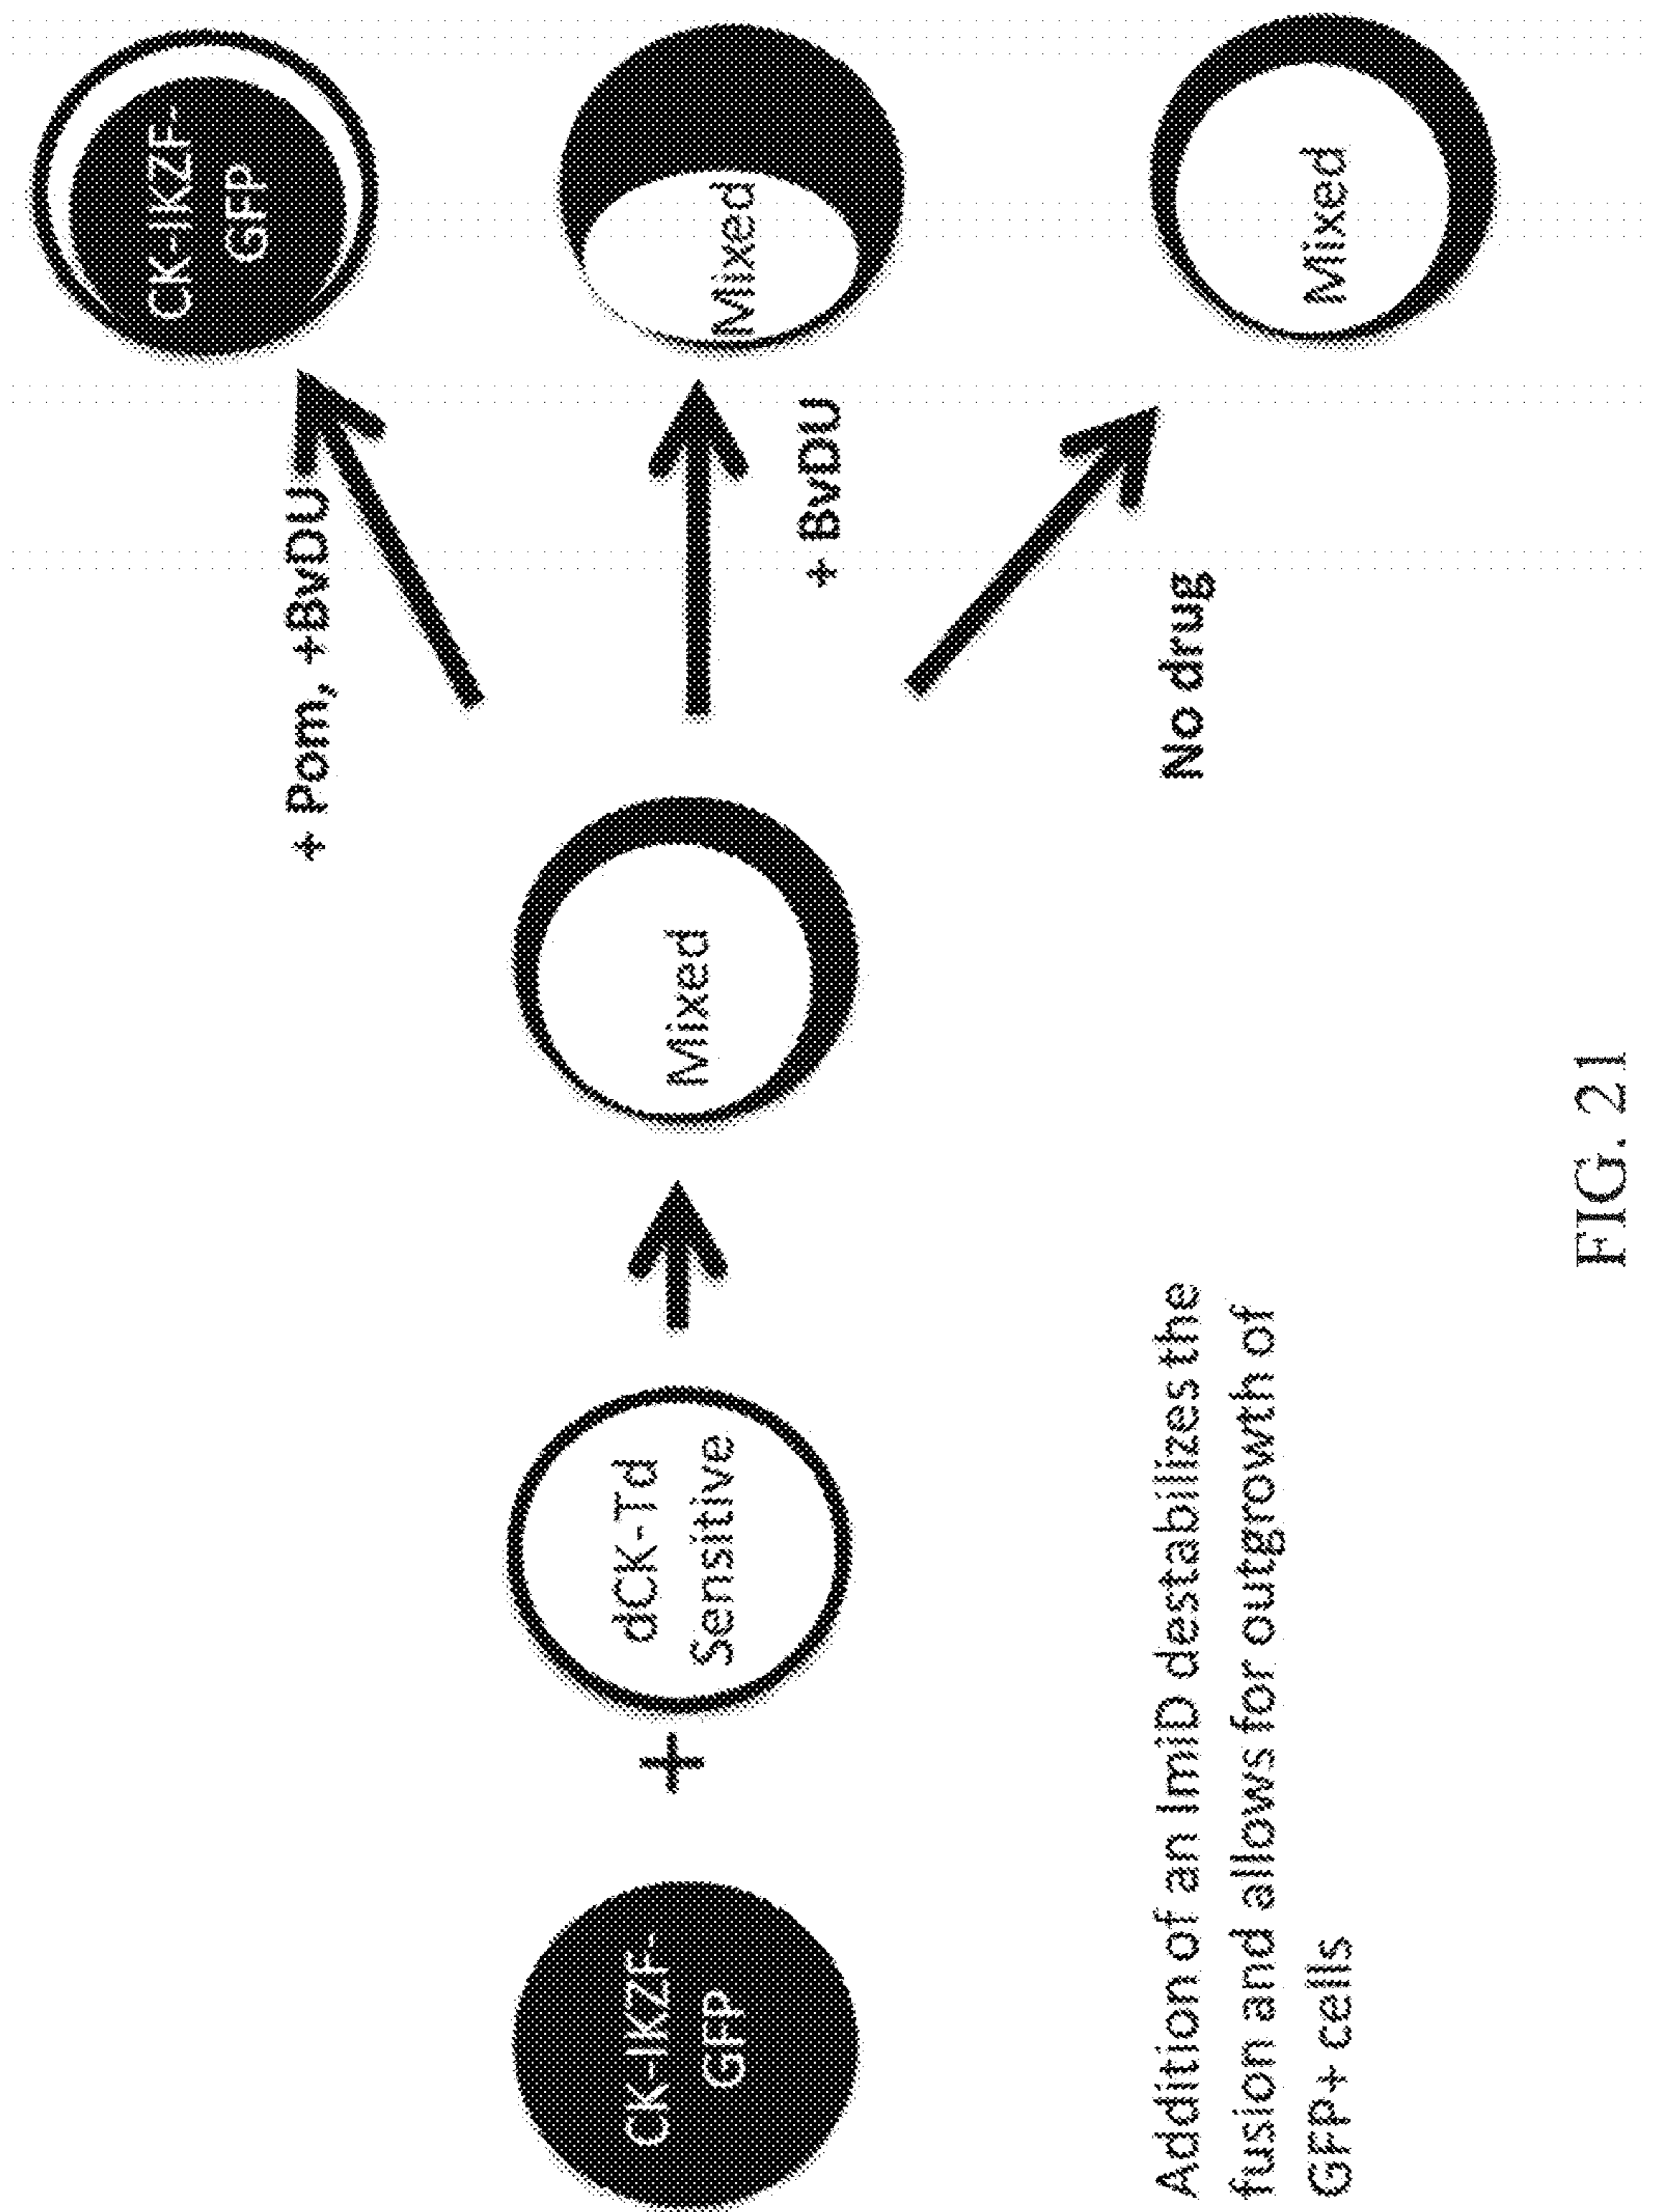 CK-IKZF-
GFP
+
dCK-Td
Sensitive
Mixed
+ Pom, +BvDU
CK-IKZF-
GFP
+ BvDU
Mixed
No drug
Mixed
Addition of an ImiD destabilizes the
fusion and allows for outgrowth of
GFP+ cells
FIG. 21